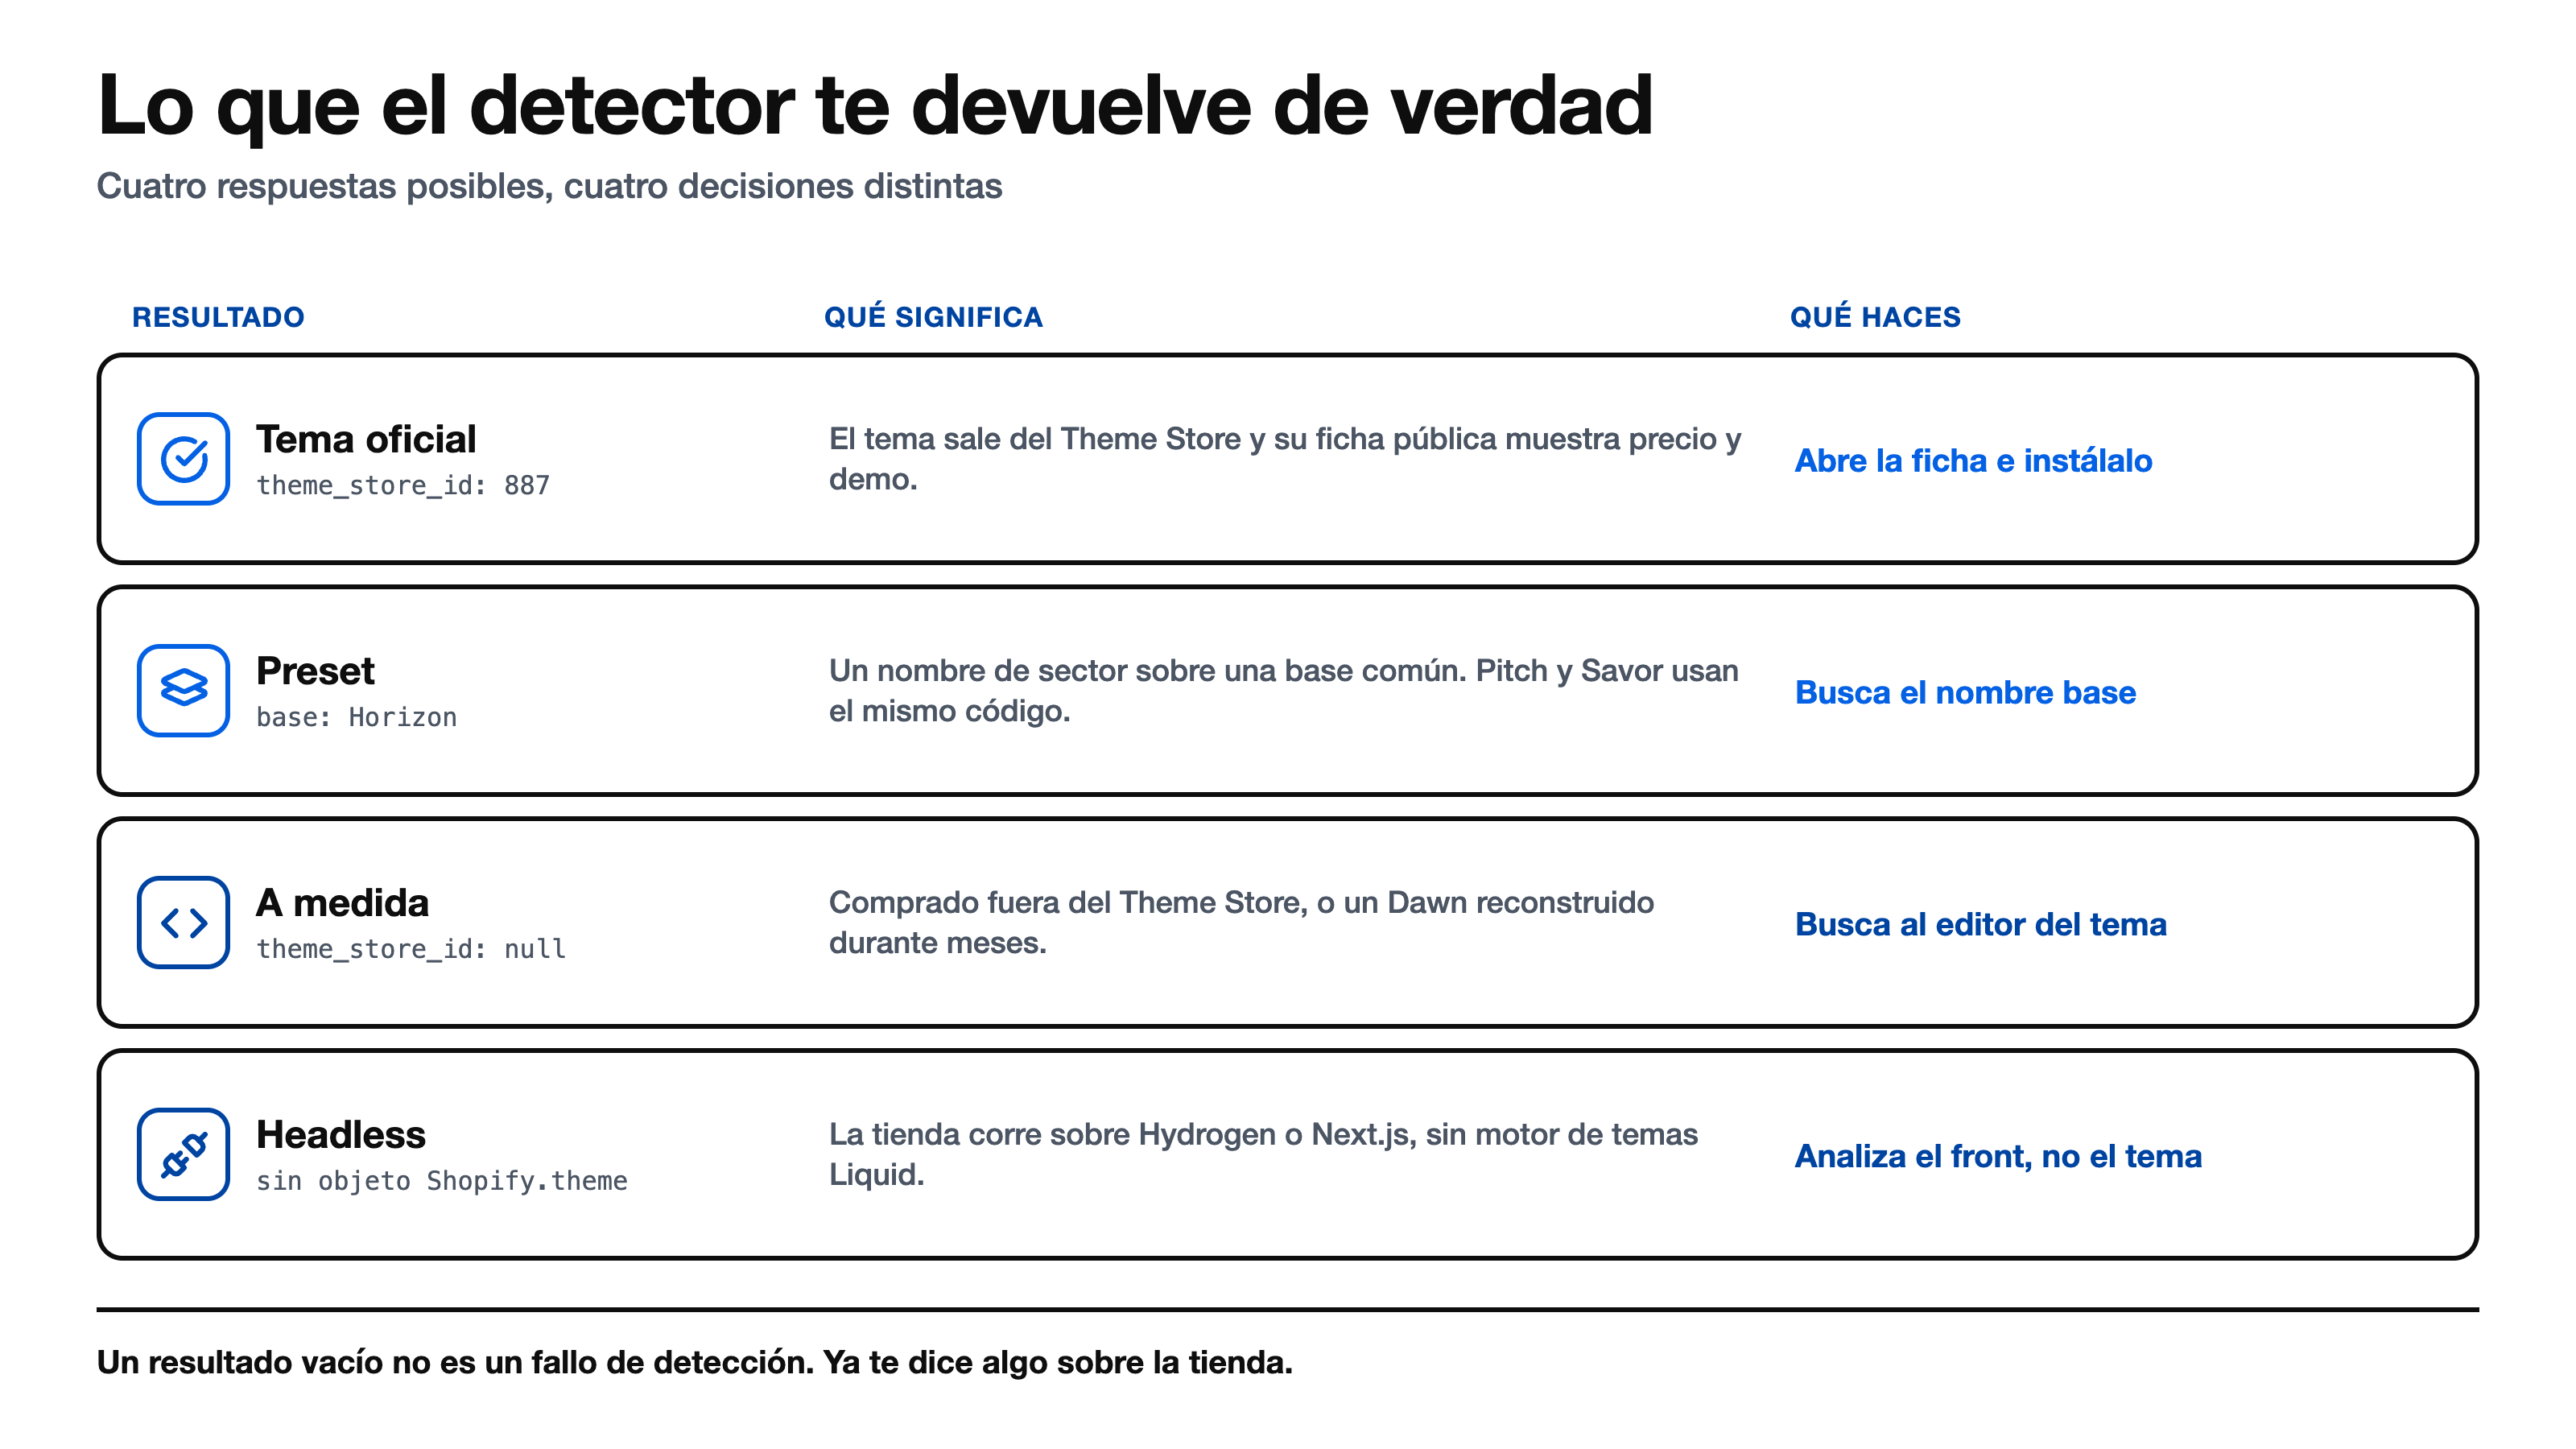 Lo que el detector te devuelve de verdad
Cuatro respuestas posibles, cuatro decisiones distintas
RESULTADO
QUÉ SIGNIFICA
QUÉ HACES
Tema oficial
theme_store_id: 887
El tema sale del Theme Store y su ficha pública muestra precio y
demo.
Abre la ficha e instálalo
Preset
base: Horizon
Un nombre de sector sobre una base común. Pitch y Savor usan
el mismo código.
Busca el nombre base
A medida
theme_store_id: null
Comprado fuera del Theme Store, o un Dawn reconstruido
durante meses.
Busca al editor del tema
Headless
sin objeto Shopify.theme
La tienda corre sobre Hydrogen o Next.js, sin motor de temas
Liquid.
Analiza el front, no el tema
Un resultado vacío no es un fallo de detección. Ya te dice algo sobre la tienda.